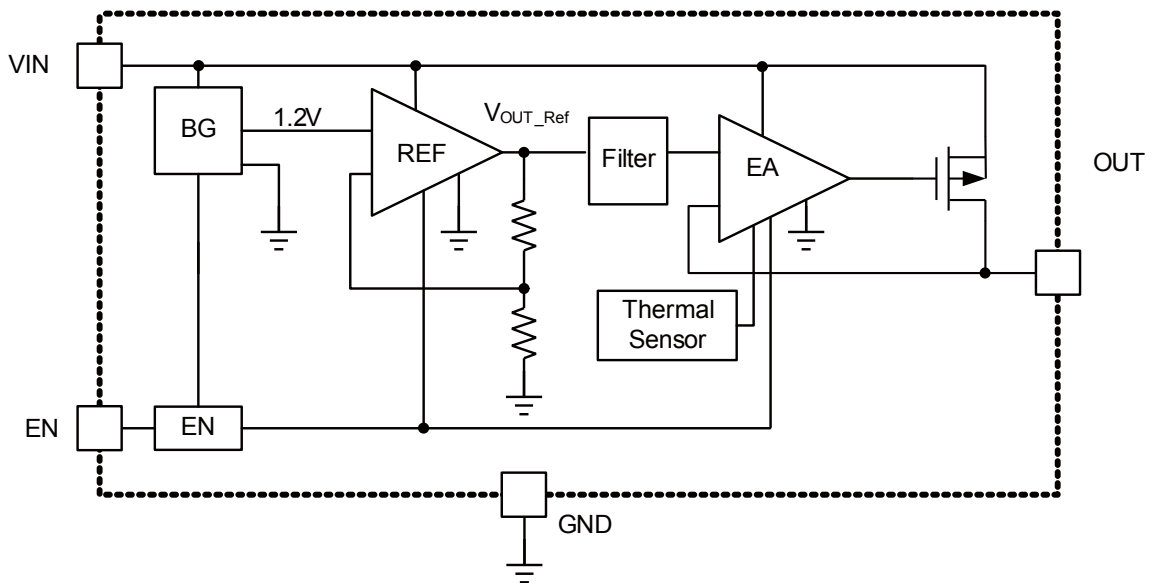 VIN
BG
1.2V
REF
VOUT_Ref
Filter
EA
OUT
Thermal
Sensor
EN
EN
GND